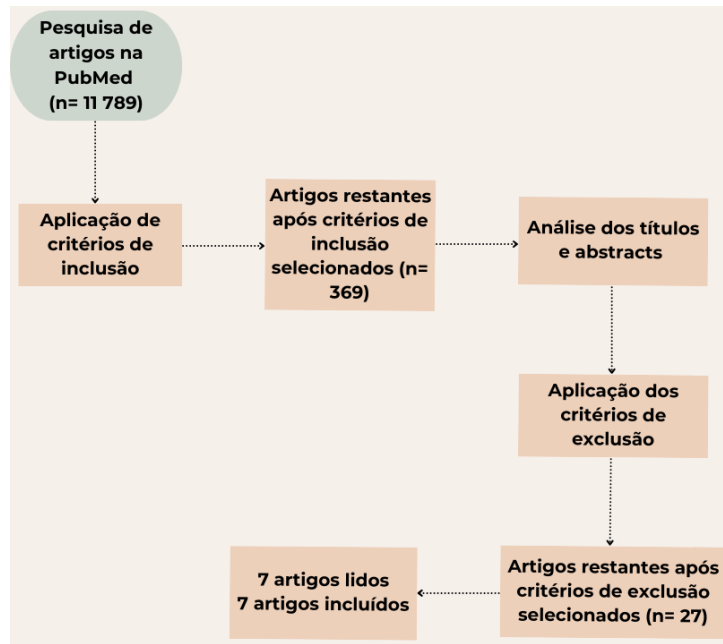 Pesquisa de
artigos na
PubMed
(n= 11 789)
Aplicação de
critérios de
inclusão
Artigos restantes
após critérios de
inclusão
selecionados (n=
369)
Análise dos títulos
e abstracts
Aplicação dos
critérios de
exclusão
Artigos restantes após
critérios de exclusão
selecionados (n= 27)
7 artigos lidos
7 artigos incluídos